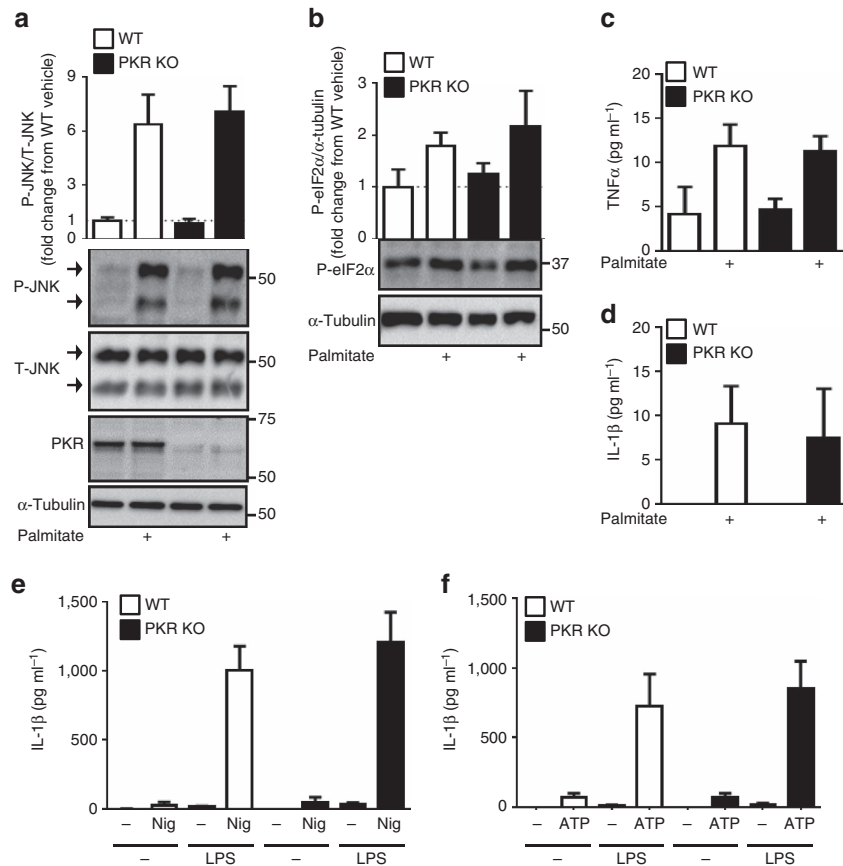 a
WT
PKR KO
P-JNK/T-JNK
(fold change from WT vehicle)
9
6
3
1
0
P-JNK
50
T-JNK
50
PKR
75
50
α-Tubulin
50
Palmitate + +
b
WT
PKR KO
P-eIF2α/α-tubulin
(fold change from WT vehicle)
3
2
1
0
P-eIF2α
37
α-Tubulin
50
Palmitate + +
c
WT
PKR KO
TNFα (pg ml⁻¹)
20
15
10
5
0
Palmitate + +
d
WT
PKR KO
IL-1β (pg ml⁻¹)
20
15
10
5
0
Palmitate + +
e
WT
PKR KO
IL-1β (pg ml⁻¹)
1,500
1,000
500
0
– Nig – Nig – Nig – Nig
– LPS – LPS
f
WT
PKR KO
IL-1β (pg ml⁻¹)
1,500
1,000
500
0
– ATP – ATP – ATP – ATP
– LPS – LPS